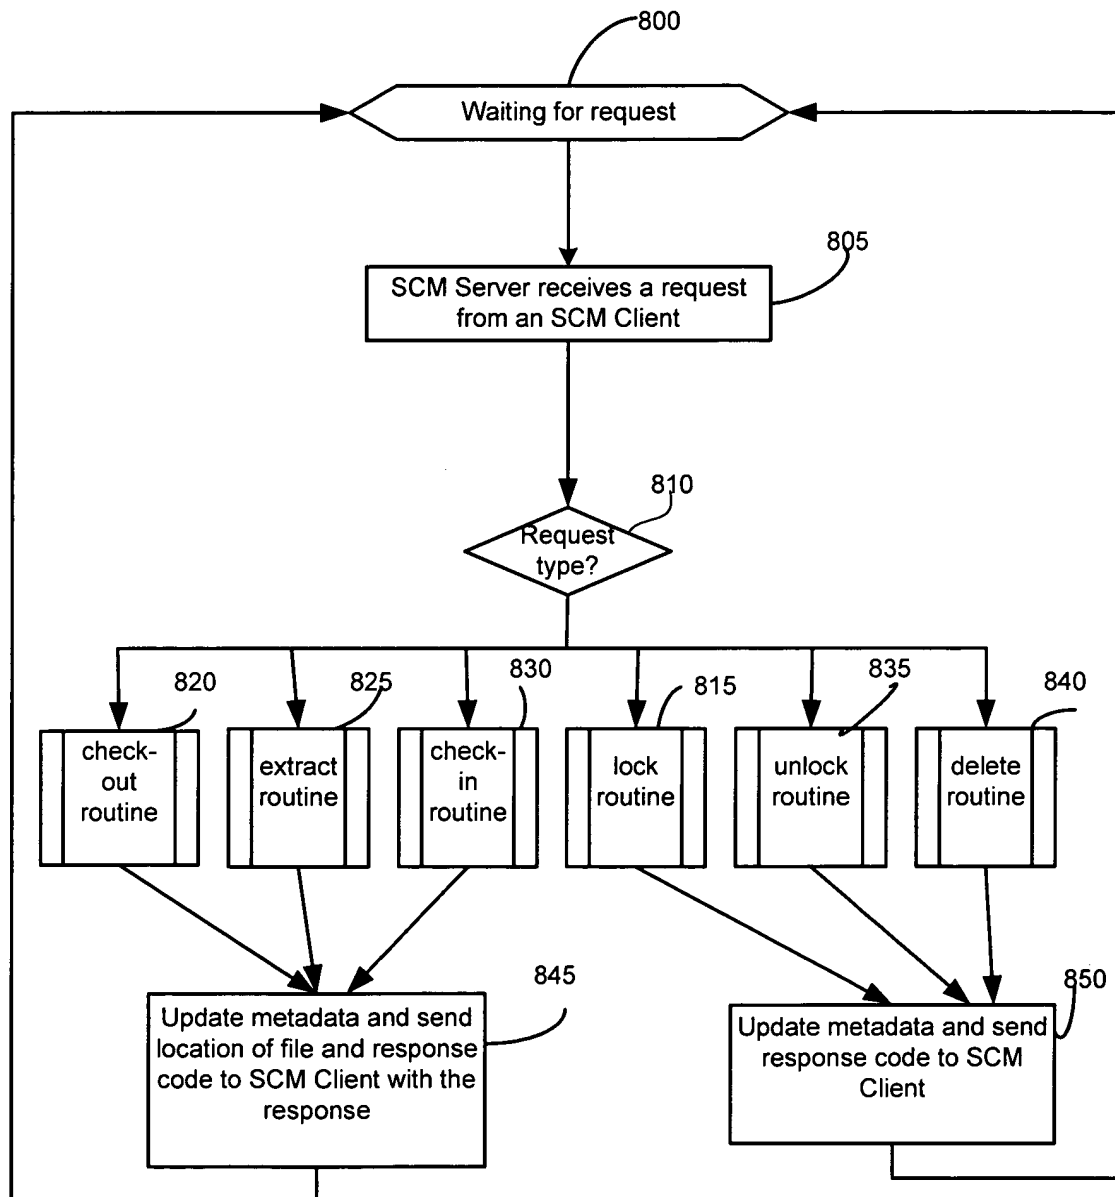 800
Waiting for request
805
SCM Server receives a request
from an SCM Client
810
Request
type?
820
825
830
815
835
840
check-
out
routine
extract
routine
check-
in
routine
lock
routine
unlock
routine
delete
routine
845
850
Update metadata and send
location of file and response
code to SCM Client with the
response
Update metadata and send
response code to SCM
Client